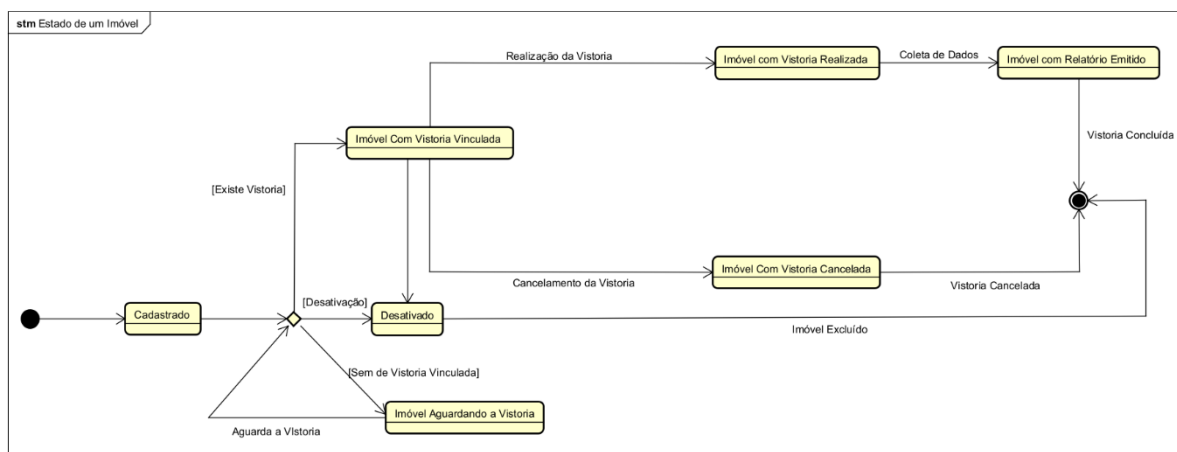 stm Estado de um Imóvel
Realização da Vistoria
Imóvel com Vistoria Realizada
Coleta de Dados
Imóvel com Relatório Emitido
Imóvel Com Vistoria Vinculada
Vistoria Concluída
[Existe Vistoria]
Imóvel Com Vistoria Cancelada
Cancelamento da Vistoria
Vistoria Cancelada
[Desativação]
Cadastrado
Desativado
Imóvel Excluído
[Sem de Vistoria Vinculada]
Imóvel Aguardando a Vistoria
Aguarda a VIstoria